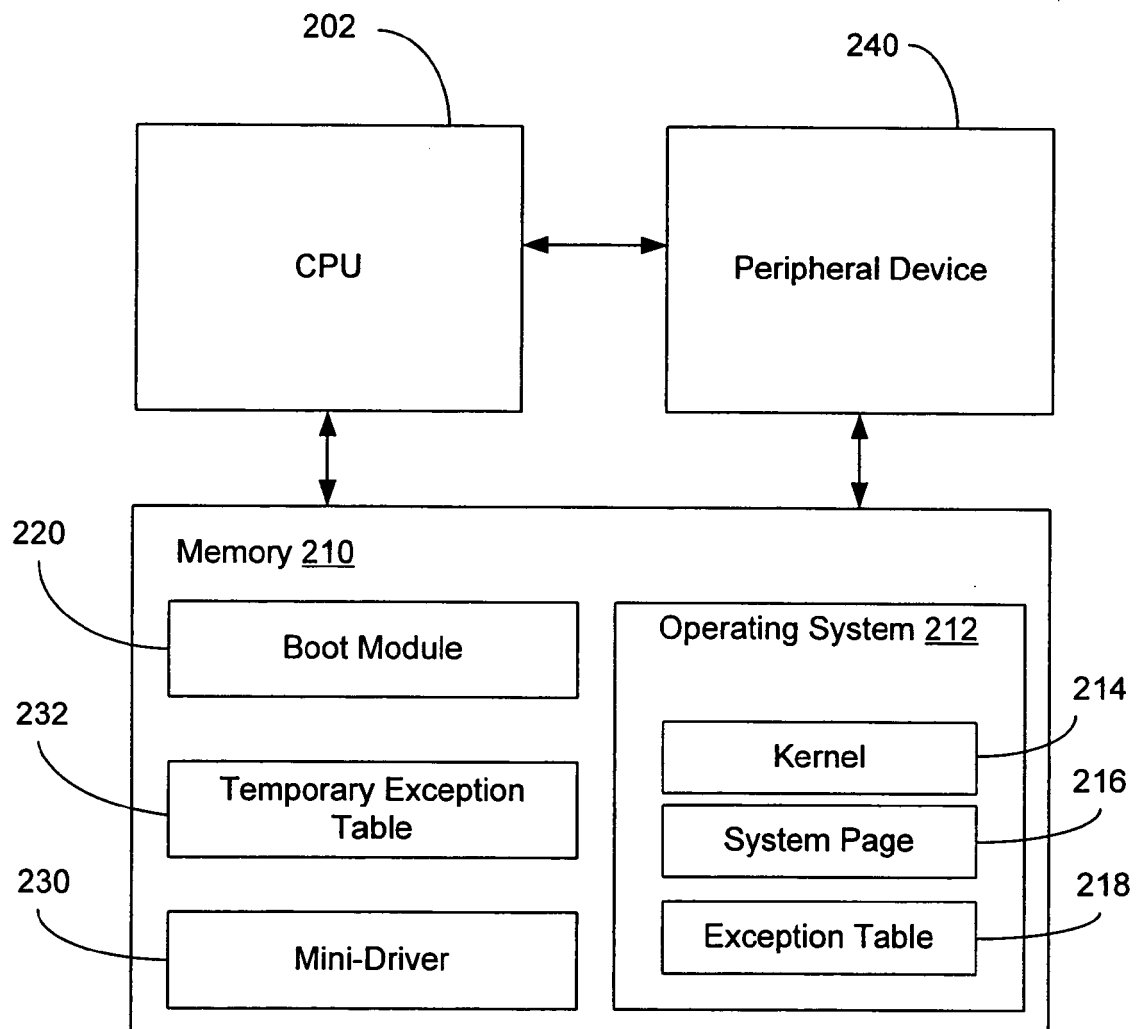 202
240
CPU
Peripheral Device
220
Memory 210
Boot Module
Operating System 212
214
232
Kernel
Temporary Exception
Table
216
System Page
230
218
Mini-Driver
Exception Table